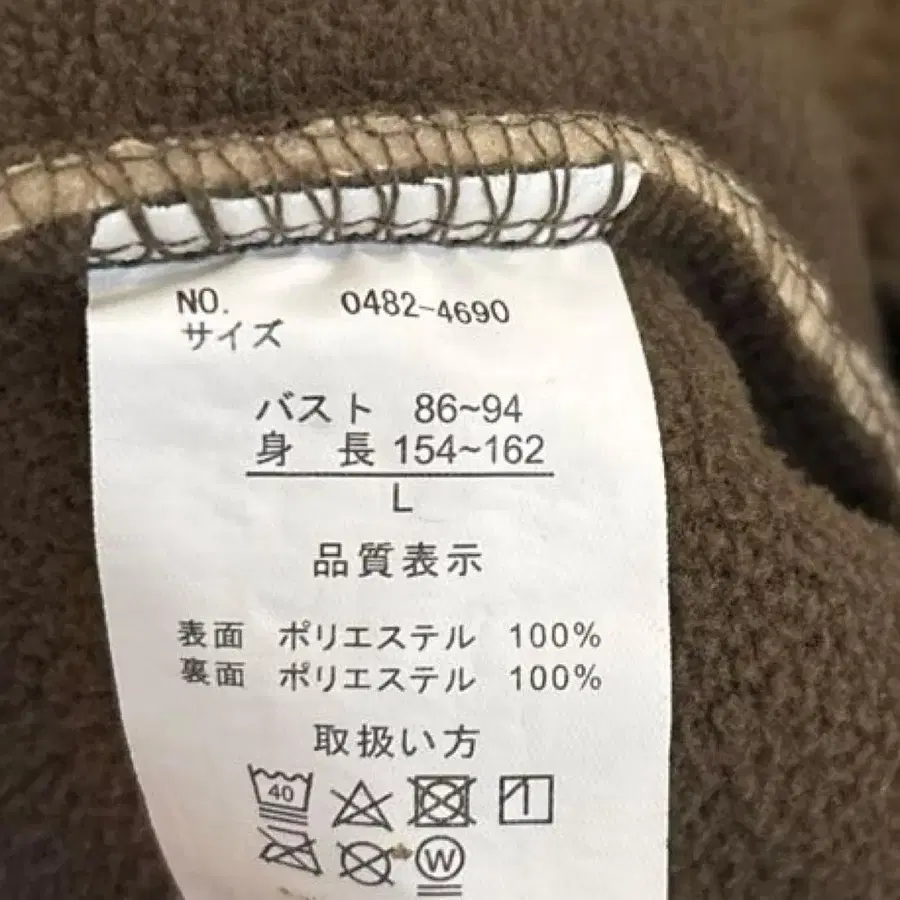 NO. 0482-4690
サイズ
バスト 86~94
身 長 154~162
L
品質表示
表面 ポリエステル 100%
裏面 ポリエステル 100%
取扱い方
40
W